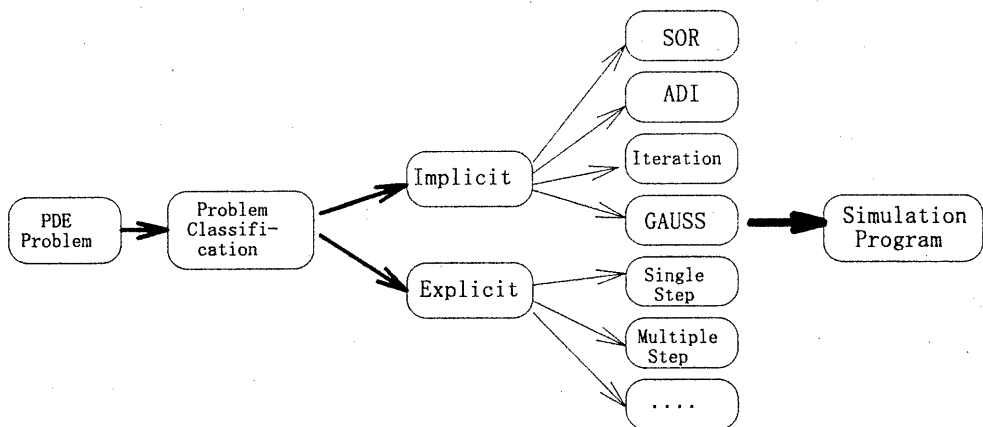 PDE
Problem
Problem
Classifi-
cation
Implicit
Explicit
SOR
ADI
Iteration
GAUSS
Single
Step
Multiple
Step
....
Simulation
Program